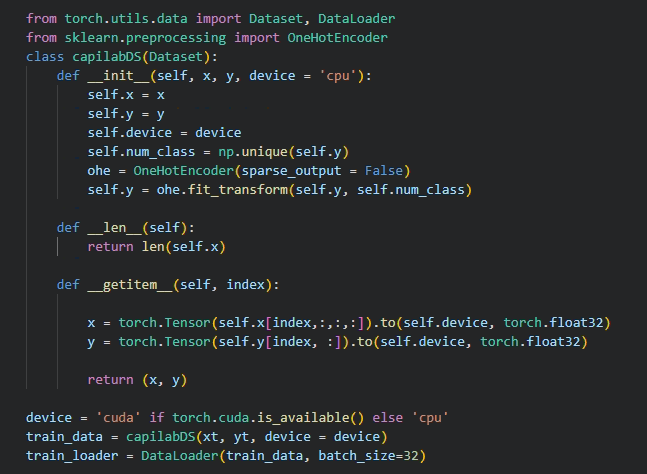 from torch.utils.data import Dataset, DataLoader
from sklearn.preprocessing import OneHotEncoder
class capilabDS(Dataset):
    def __init__(self, x, y, device = 'cpu'):
        self.x = x
        self.y = y
        self.device = device
        self.num_class = np.unique(self.y)
        ohe = OneHotEncoder(sparse_output = False)
        self.y = ohe.fit_transform(self.y, self.num_class)

    def __len__(self):
        return len(self.x)

    def __getitem__(self, index):

        x = torch.Tensor(self.x[index,:,:,:]).to(self.device, torch.float32)
        y = torch.Tensor(self.y[index, :]).to(self.device, torch.float32)

        return (x, y)

device = 'cuda' if torch.cuda.is_available() else 'cpu'
train_data = capilabDS(xt, yt, device = device)
train_loader = DataLoader(train_data, batch_size=32)